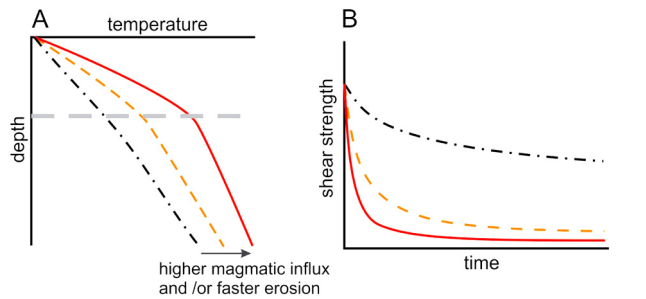 A
temperature
depth
higher magmatic influx
and /or faster erosion
B
shear strength
time